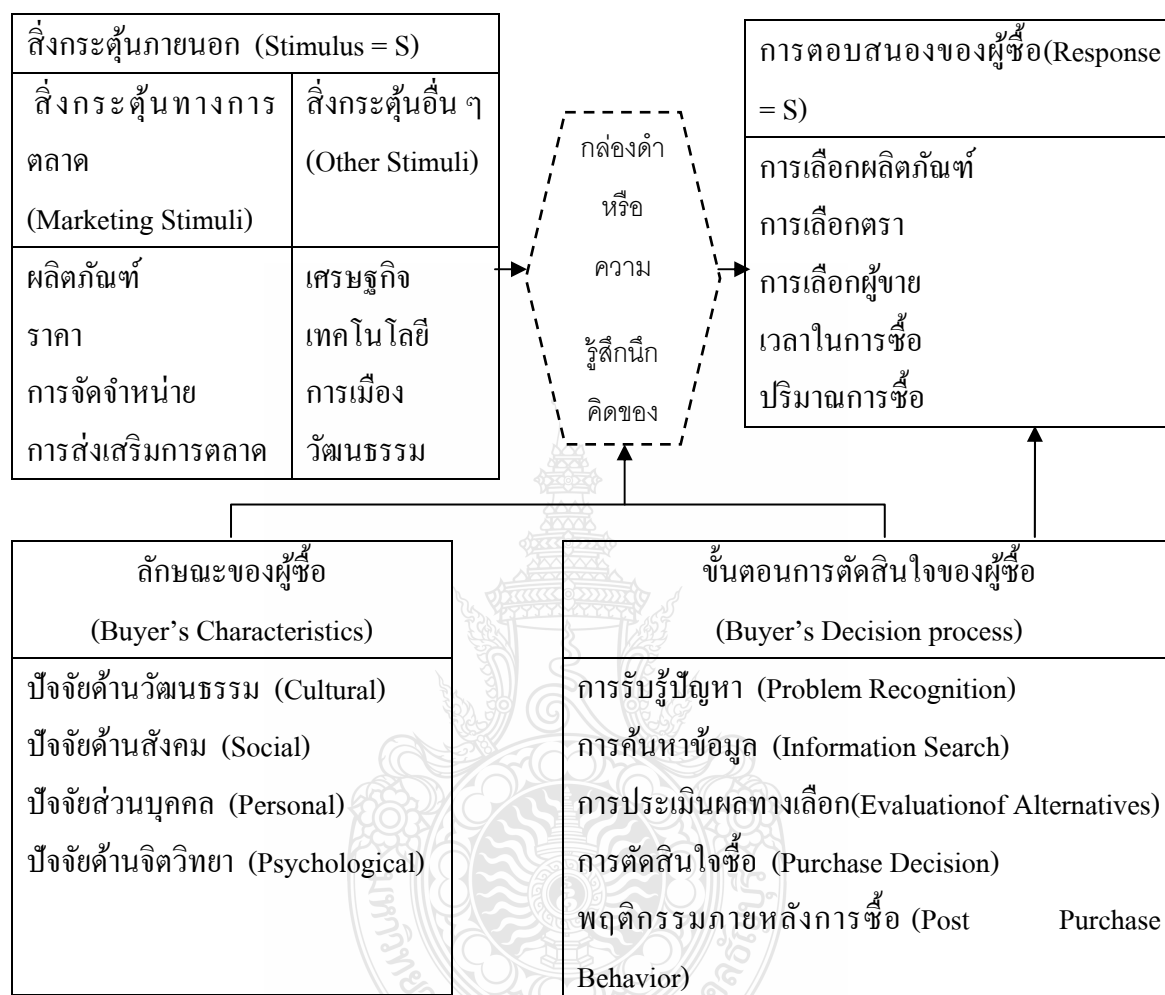 สิ่งกระตุ้นภายนอก (Stimulus = S)
สิ่งกระตุ้นทางการ
ตลาด
(Marketing Stimuli)
สิ่งกระตุ้นอื่น ๆ
(Other Stimuli)
ผลิตภัณฑ์
ราคา
การจัดจำหน่าย
การส่งเสริมการตลาด
เศรษฐกิจ
เทคโนโลยี
การเมือง
วัฒนธรรม
กล่องดำ
หรือ
ความ
รู้สึกนึก
คิดของ
การตอบสนองของผู้ซื้อ(Response
= S)
การเลือกผลิตภัณฑ์
การเลือกตรา
การเลือกผู้ขาย
เวลาในการซื้อ
ปริมาณการซื้อ
ลักษณะของผู้ซื้อ
(Buyer's Characteristics)
ปัจจัยด้านวัฒนธรรม (Cultural)
ปัจจัยด้านสังคม (Social)
ปัจจัยส่วนบุคคล (Personal)
ปัจจัยด้านจิตวิทยา (Psychological)
ขั้นตอนการตัดสินใจของผู้ซื้อ
(Buyer's Decision process)
การรับรู้ปัญหา (Problem Recognition)
การค้นหาข้อมูล (Information Search)
การประเมินผลทางเลือก(Evaluationof Alternatives)
การตัดสินใจซื้อ (Purchase Decision)
พฤติกรรมภายหลังการซื้อ (Post Purchase
Behavior)